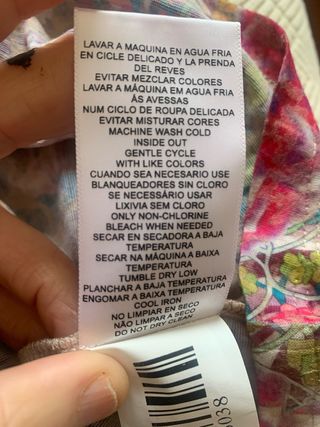 LAVAR A MAQUINA EN AGUA FRIA
EN CICLE DELICADO Y LA PRENDA
DEL REVES
EVITAR MEZCLAR COLORES
LAVAR A MÁQUINA EM AGUA FRIA
ÀS AVESSAS
NUM CICLO DE ROUPA DELICADA
EVITAR MISTURAR CORES
MACHINE WASH COLD
INSIDE OUT
GENTLE CYCLE
WITH LIKE COLORS
CUANDO SEA NECESARIO USE
BLANQUEADORES SIN CLORO
SE NECESSÁRIO USAR
LIXIVIA SEM CLORO
ONLY NON-CHLORINE
BLEACH WHEN NEEDED
SECAR EN SECADORA A BAJA
TEMPERATURA
SECAR NA MÁQUINA A BAIXA
TEMPERATURA
TUMBLE DRY LOW
PLANCHAR A BAJA TEMPERATURA
ENGOMAR A BAIXA TEMPERATURA
COOL IRON
NO LIMPIAR EN SECO
NÃO LIMPAR A SECO
DO NOT DRY CLEAN